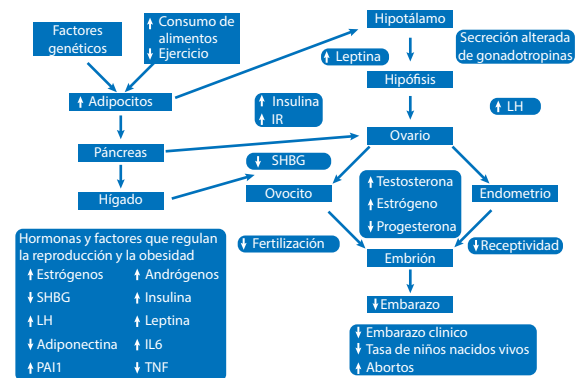 Factores
genéticos
↑ Consumo de
alimentos
↓ Ejercicio
Hipotálamo
↑ Leptina
Secreción alterada
de gonadotropinas
Hipófisis
↑ Adipocitos
↑ Insulina
↑ IR
↑ LH
Páncreas
Ovario
↓ SHBG
Hígado
Ovocito
↑ Testosterona
↑ Estrógeno
↓ Progesterona
Endometrio
↓ Fertilización
Embrión
↓ Receptividad
Hormonas y factores que regulan
la reproducción y la obesidad
↑ Estrógenos
↑ Andrógenos
↓ SHBG
↑ Insulina
↑ LH
↑ Leptina
↓ Adiponectina
↑ IL6
↑ PAI1
↓ TNF
↓ Embarazo
↓ Embarazo clinico
↓ Tasa de niños nacidos vivos
↑ Abortos